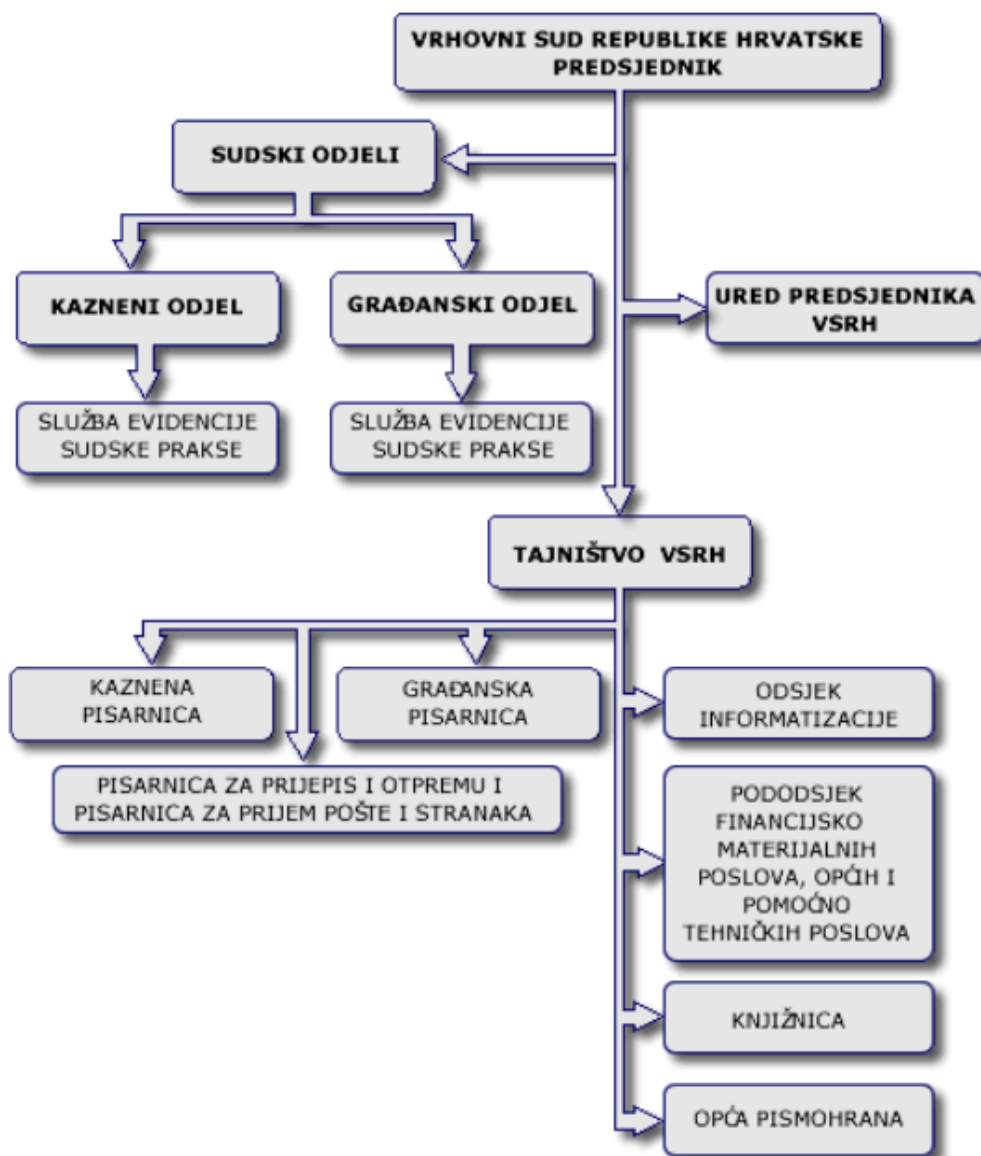 VRHOVNI SUD REPUBLIKE HRVATSKE
PREDSJEDNIK
SUDSKI ODJELI
KAZNENI ODJEL
GRAĐANSKI ODJEL
URED PREDSJEDNIKA
VSRH
SLUŽBA EVIDENCIJE
SUDSKE PRAKSE
SLUŽBA EVIDENCIJE
SUDSKE PRAKSE
TAJNIŠTVO VSRH
KAZNENA
PISARNICA
GRAĐANSKA
PISARNICA
ODSJEK
INFORMATIZACIJE
PISARNICA ZA PRIJEPIS I OTPREMU I
PISARNICA ZA PRIJEM POŠTE I STRANAKA
PODODSJEK
FINANCIJSKO
MATERIJALNIH
POSLOVA, OPĆIH I
POMOĆNO
TEHNIČKIH POSLOVA
KNJIŽNICA
OPĆA PISMOHRANA